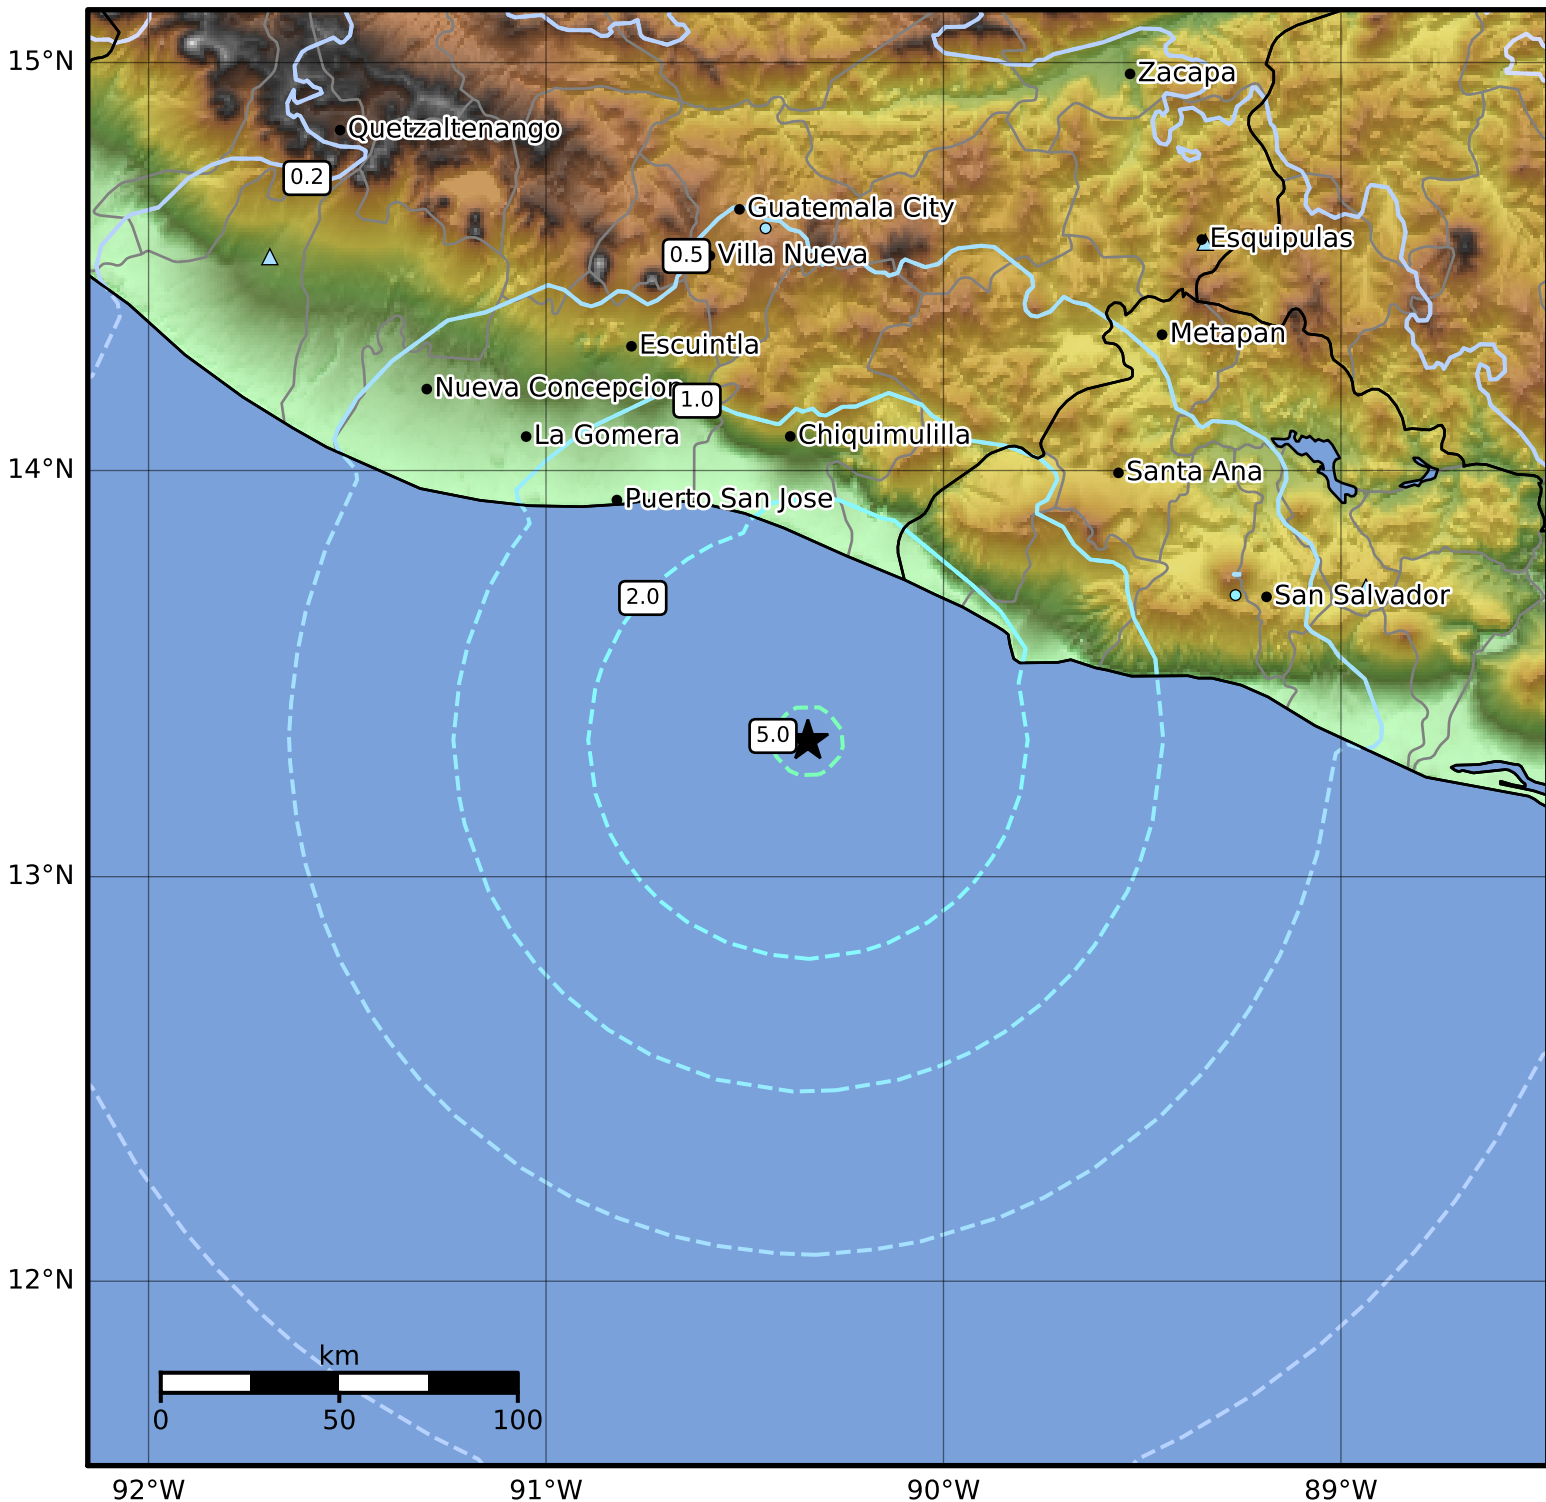 15°N
Zacapa
Quetzaltenango
0.2
Guatemala City
Esquipulas
0.5
Villa Nueva
Metapan
Escuintla
Nueva Concepcion
1.0
La Gomera
Chiquimulilla
14°N
Santa Ana
Puerto San Jose
2.0
San Salvador
5.0
13°N
12°N
km
0 50 100
92°W 91°W 90°W 89°W